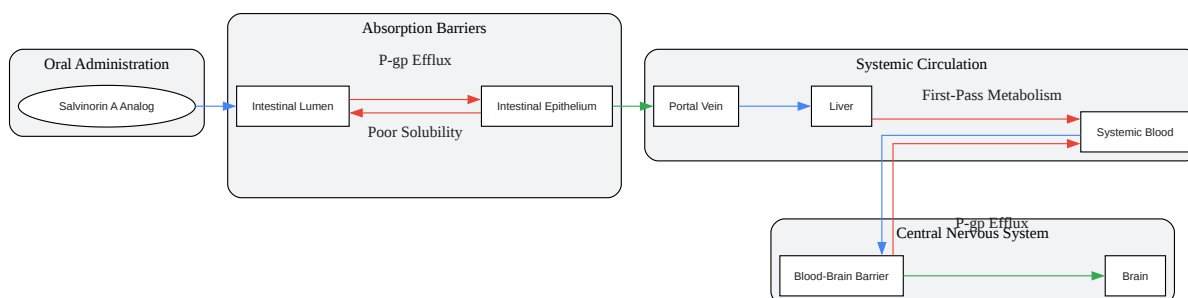 Oral Administration
Salvinorin A Analog
Absorption Barriers
P-gp Efflux
Intestinal Lumen
Intestinal Epithelium
Poor Solubility
Systemic Circulation
First-Pass Metabolism
Portal Vein
Liver
Systemic Blood
P-gp Efflux
Central Nervous System
Blood-Brain Barrier
Brain